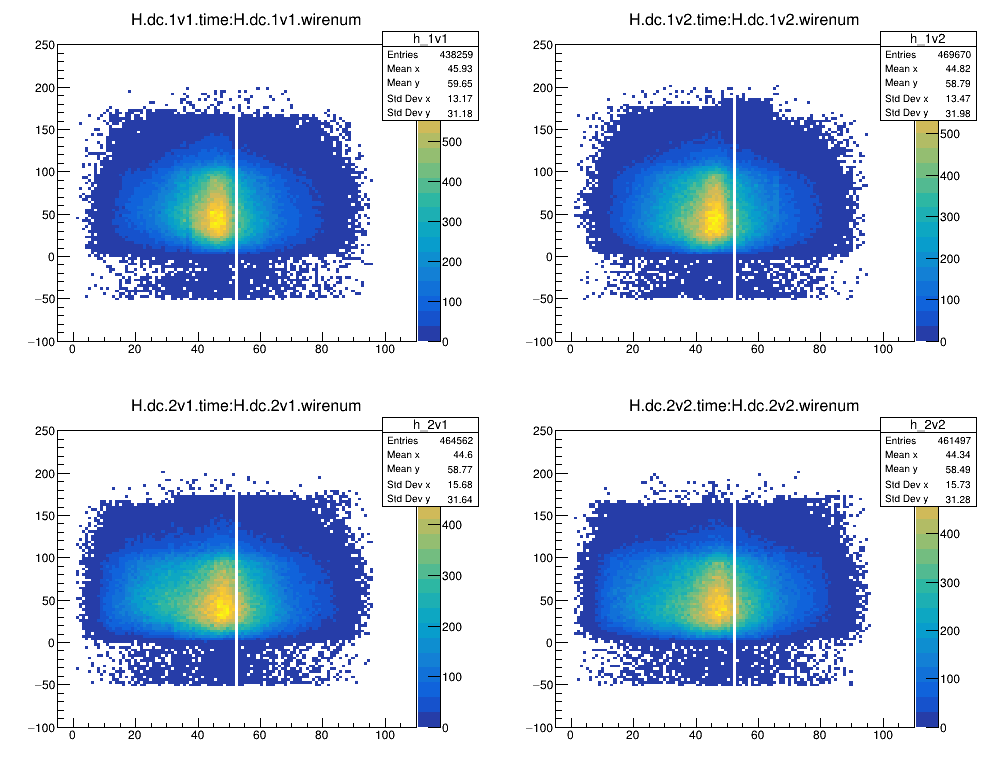 H.dc.1v1.time:H.dc.1v1.wirenum
h_1v1
Entries 438259
Mean x 45.93
Mean y 59.65
Std Dev x 13.17
Std Dev y 31.18
250
200
150
100
50
0
−50
−100
0 20 40 60 80 100
500
400
300
200
100
0
H.dc.1v2.time:H.dc.1v2.wirenum
h_1v2
Entries 469670
Mean x 44.82
Mean y 58.79
Std Dev x 13.47
Std Dev y 31.98
250
200
150
100
50
0
−50
−100
0 20 40 60 80 100
500
400
300
200
100
0
H.dc.2v1.time:H.dc.2v1.wirenum
h_2v1
Entries 464562
Mean x 44.6
Mean y 58.77
Std Dev x 15.68
Std Dev y 31.64
250
200
150
100
50
0
−50
−100
0 20 40 60 80 100
400
300
200
100
0
H.dc.2v2.time:H.dc.2v2.wirenum
h_2v2
Entries 461497
Mean x 44.34
Mean y 58.49
Std Dev x 15.73
Std Dev y 31.28
250
200
150
100
50
0
−50
−100
0 20 40 60 80 100
400
300
200
100
0